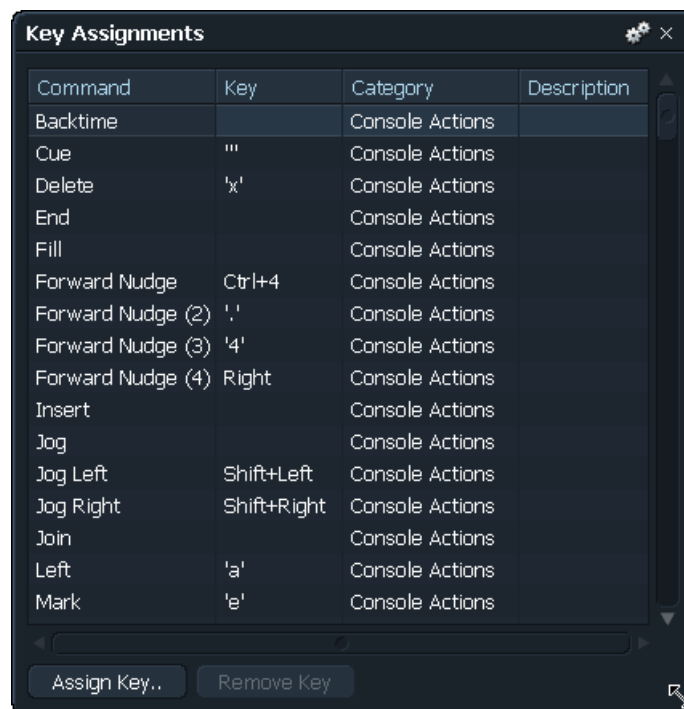 Key Assignments
Command Key Category Description
Backtime Console Actions
Cue ''' Console Actions
Delete 'x' Console Actions
End Console Actions
Fill Console Actions
Forward Nudge Ctrl+4 Console Actions
Forward Nudge (2) '.' Console Actions
Forward Nudge (3) '4' Console Actions
Forward Nudge (4) Right Console Actions
Insert Console Actions
Jog Console Actions
Jog Left Shift+Left Console Actions
Jog Right Shift+Right Console Actions
Join Console Actions
Left 'a' Console Actions
Mark 'e' Console Actions
Assign Key.. Remove Key